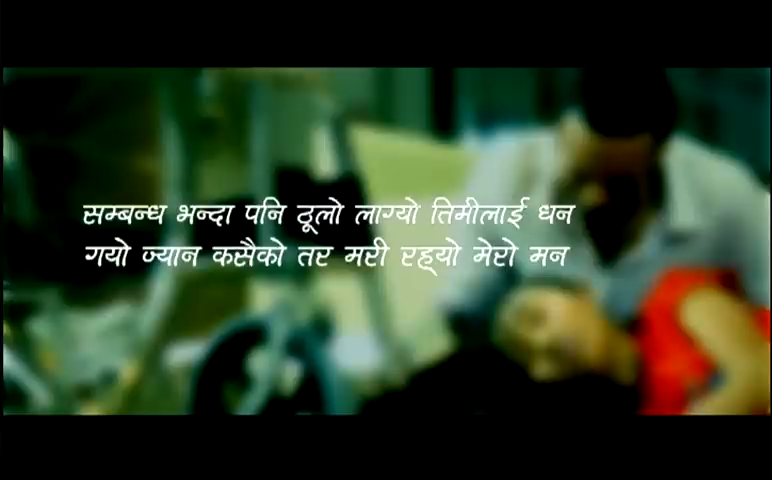 सम्बन्ध भन्दा पनि ठूलो लाग्यो तिमीलाई धन
गयो ज्यान कसैको तर मरी रह्यो मेरो मन